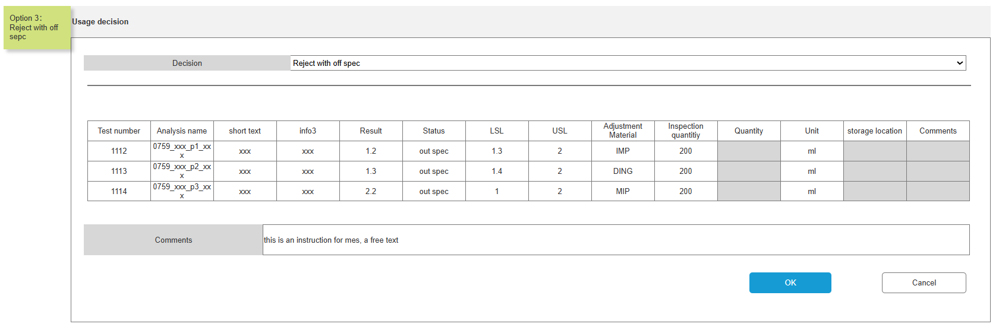 Option 3:
Reject with off
sepc
Usage decision
Decision
Reject with off spec
Test number Analysis name short text info3 Result Status LSL USL Adjustment Material Inspection quantitiy Quantity Unit storage location Comments
1112 0759_xxx_p1_xxx xxx xxx 1.2 out spec 1.3 2 IMP 200 ml
1113 0759_xxx_p2_xxx xxx xxx 1.3 out spec 1.4 2 DING 200 ml
1114 0759_xxx_p3_xxx xxx xxx 2.2 out spec 1 2 MIP 200 ml
Comments
this is an instruction for mes, a free text
OK
Cancel